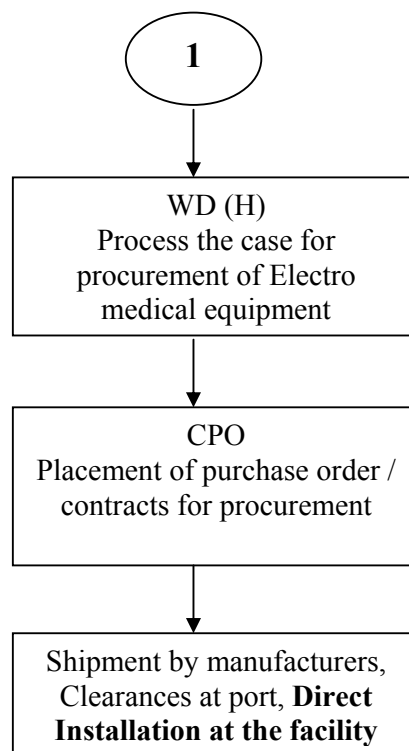 1
WD (H)
Process the case for
procurement of Electro
medical equipment
CPO
Placement of purchase order /
contracts for procurement
Shipment by manufacturers,
Clearances at port, Direct
Installation at the facility